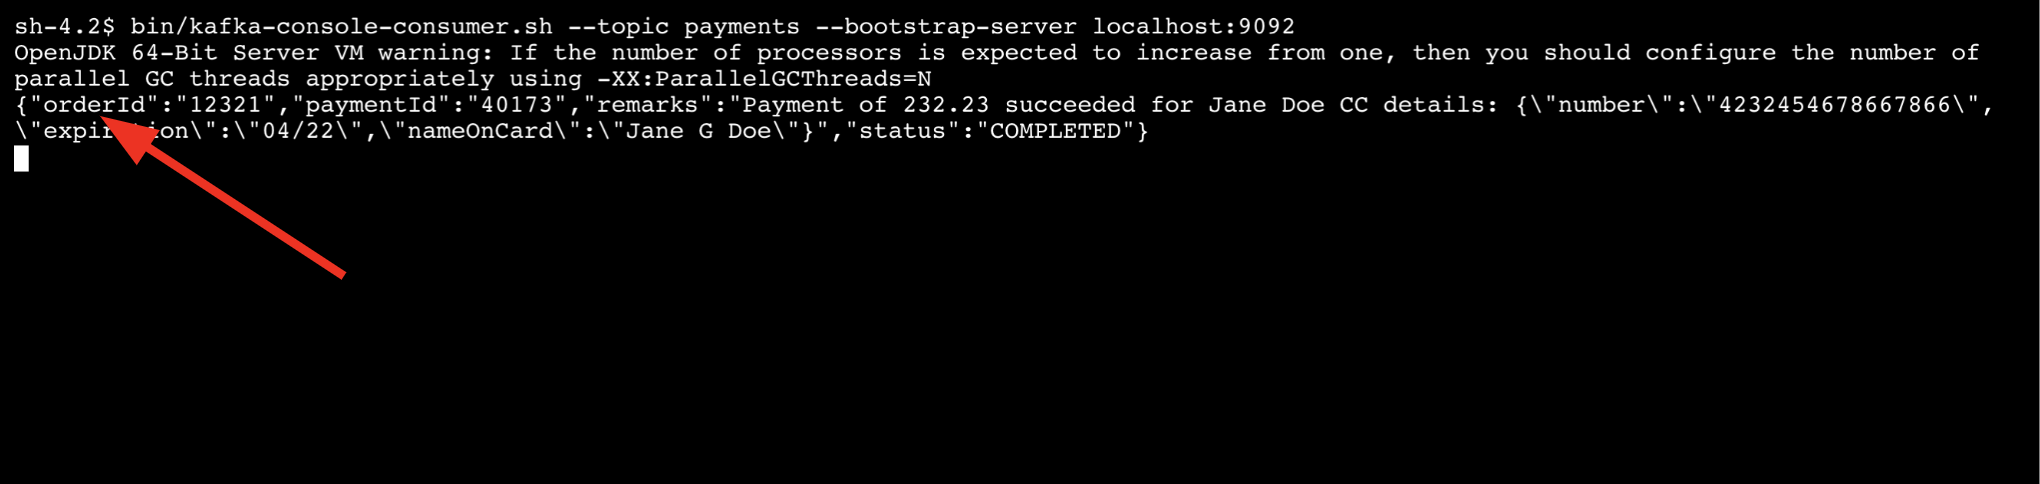 sh-4.2$ bin/kafka-console-consumer.sh --topic payments --bootstrap-server localhost:9092
OpenJDK 64-Bit Server VM warning: If the number of processors is expected to increase from one, then you should configure the number of
parallel GC threads appropriately using -XX:ParallelGCThreads=N
{"orderId":"12321","paymentId":"40173","remarks":"Payment of 232.23 succeeded for Jane Doe CC details: {\"number\":\"4232454678667866\",
\"expiration\":\"04/22\",\"nameOnCard\":\"Jane G Doe\"}","status":"COMPLETED"}